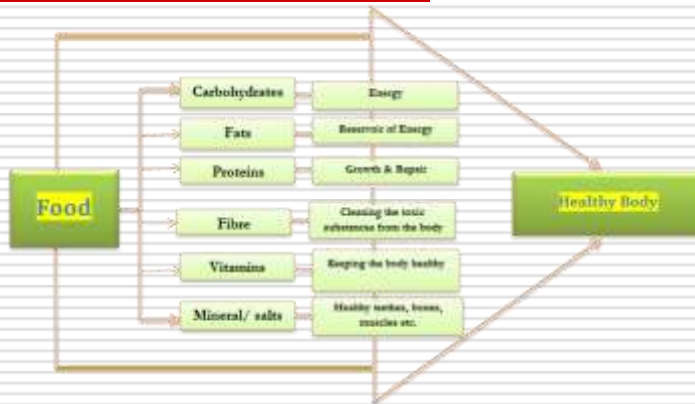 Food
Carbohydrates
Energy
Fats
Reservoir of Energy
Proteins
Growth & Repair
Fibre
Cleaning the toxic
substances from the body
Vitamins
Keeping the body healthy
Mineral/ salts
Healthy bones,
muscles etc.
Healthy Body